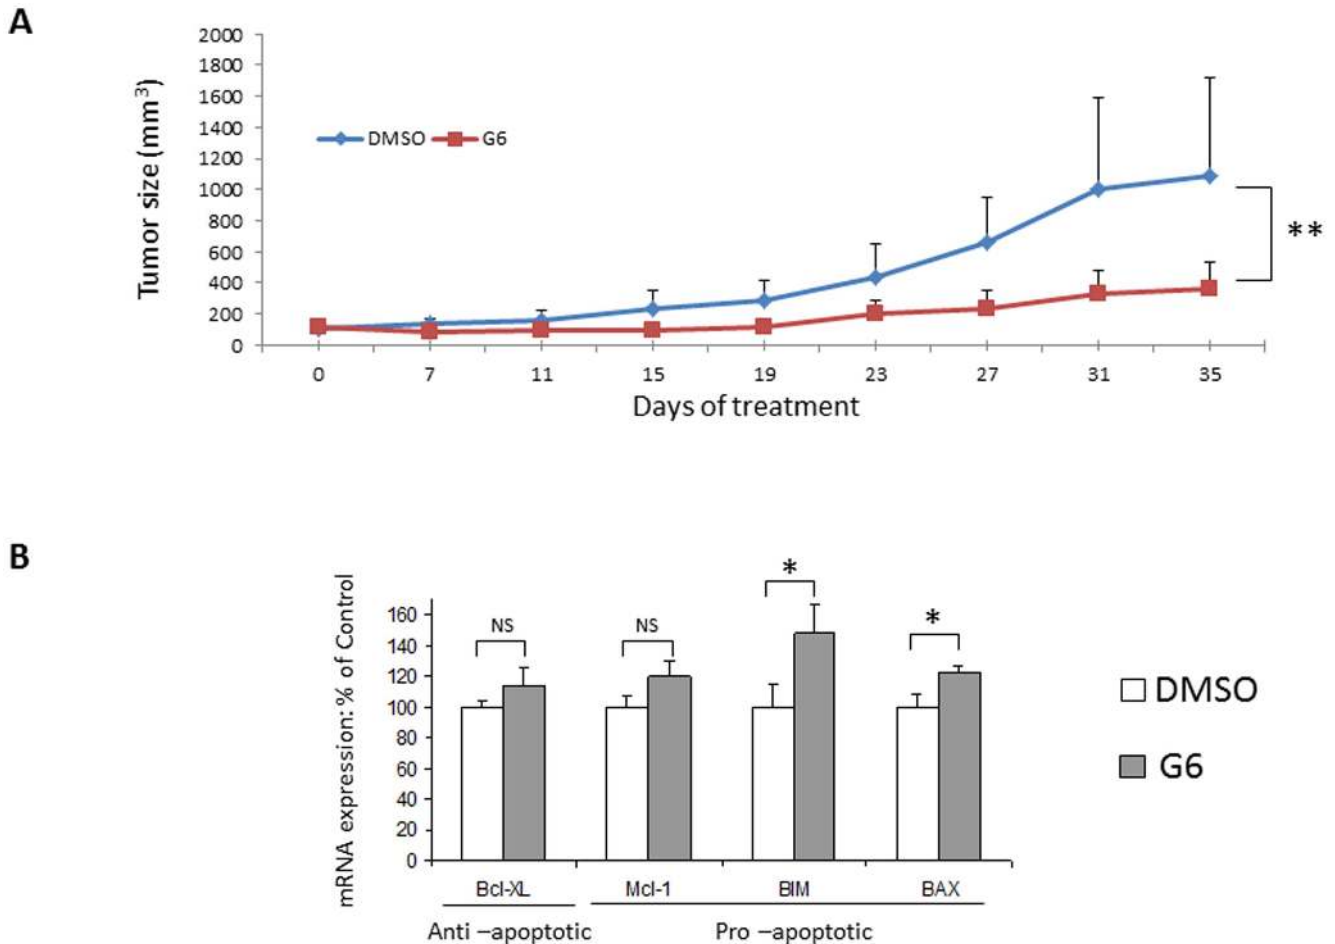 A
Tumor size (mm³)
2000
1800
1600
1400
1200
1000
800
600
400
200
0
DMSO G6
**
0 7 11 15 19 23 27 31 35
Days of treatment
B
mRNA expression: % of Control
160
140
120
100
80
60
40
20
0
NS NS * *
Bcl-XL Mcl-1 BIM BAX
Anti –apoptotic Pro –apoptotic
DMSO
G6